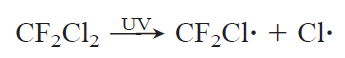 CF₂Cl₂ —UV→ CF₂Cl· + Cl·